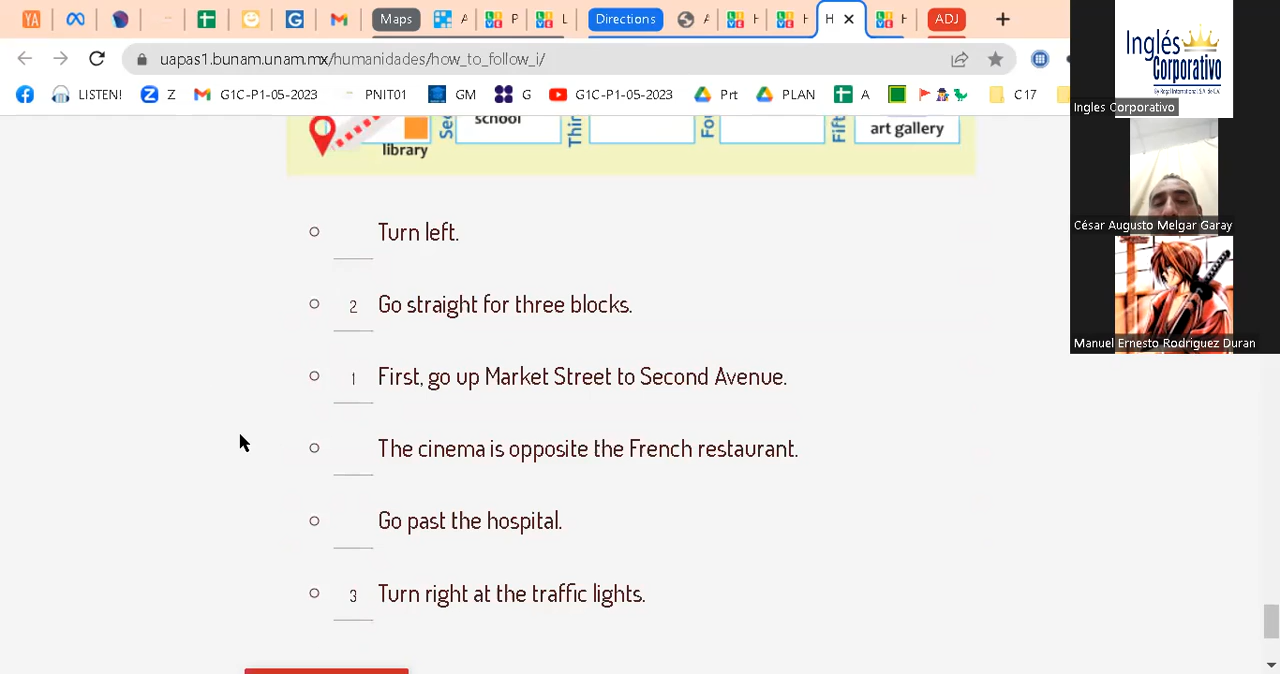 YA
Maps
A
P
L
Directions
A
H
H
H
H
ADJ
uapas1.bunam.unam.mx/humanidades/how_to_follow_i/
LISTEN!
Z
G1C-P1-05-2023
PNIT01
GM
G
G1C-P1-05-2023
Prt
PLAN
A
C17
Inglés
Corporativo
Ingles Corporativo
César Augusto Melgar Garay
Manuel Ernesto Rodriguez Duran
library
school
art gallery
Turn left.
2 Go straight for three blocks.
1 First, go up Market Street to Second Avenue.
The cinema is opposite the French restaurant.
Go past the hospital.
3 Turn right at the traffic lights.